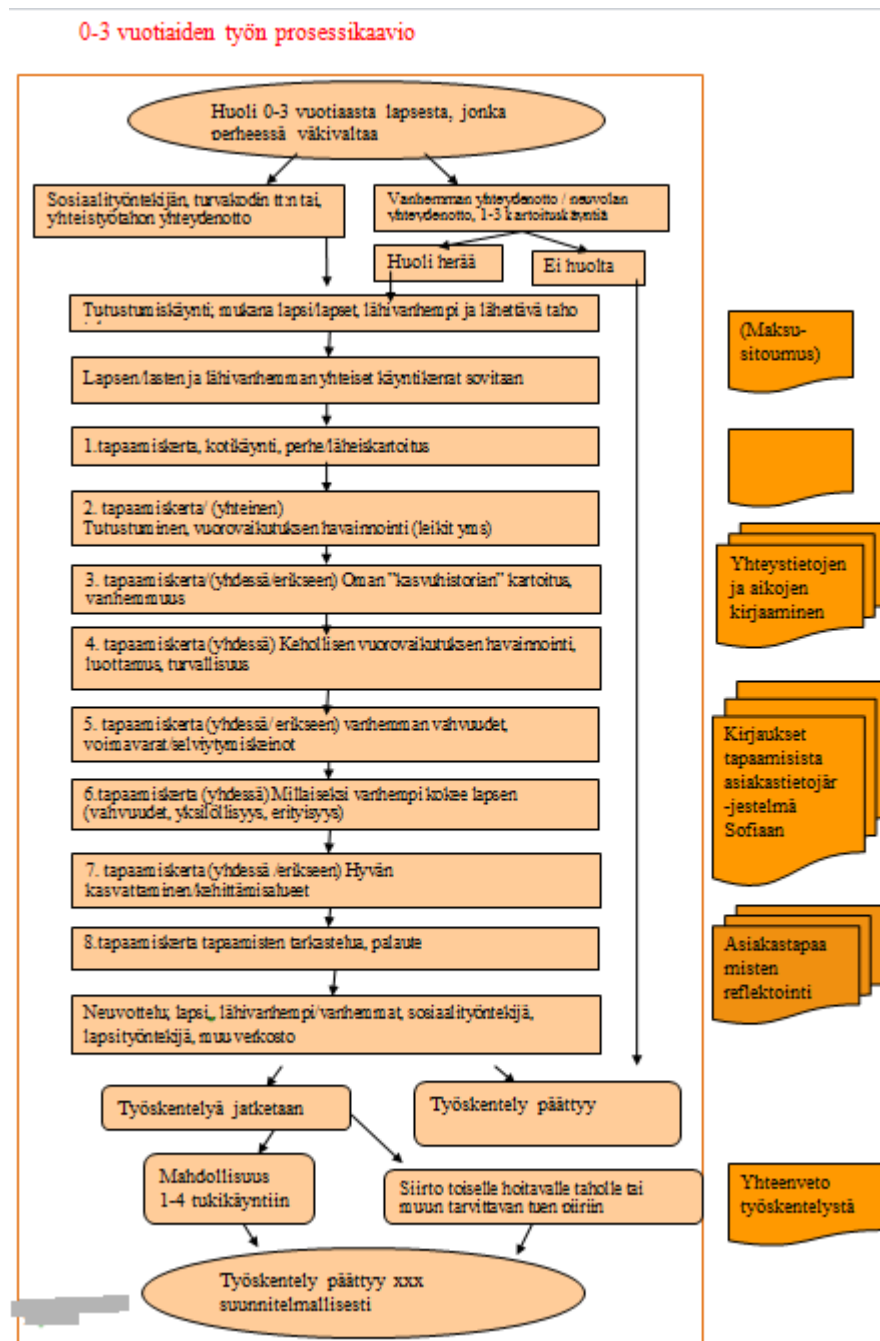 0-3 vuotiaiden työn prosessikaavio
Huoli 0-3 vuotiaasta lapsesta, jonka
perheessä väkivaltaa
Sosiaalityöntekijän, turvakodin tt:n tai,
yhteistyötahon yhteydenotto
Vanhemman yhteydenotto / neuvolan
yhteydenotto, 1-3 kartoituskäyntiä
Huoli herää
Ei huolta
Tutustumiskäynti; mukana lapsi/lapset, lähivanhempi ja lähettävä taho
(Maksu-
sitoumus)
Lapsen/lasten ja lähivanhemman yhteiset käyntikerrat sovitaan
1.tapaamiskerta, kotikäynti, perhe/läheiskartoitus
2. tapaamiskerta/ (yhteinen)
Tutustuminen, vuorovaikutuksen havainnointi (leikit yms)
Yhteystietojen
ja aikojen
kirjaaminen
3. tapaamiskerta/(yhdessä/erikseen) Oman "kasvuhistorian" kartoitus,
vanhemmuus
4. tapaamiskerta (yhdessä) Kehollisen vuorovaikutuksen havainnointi,
luottamus, turvallisuus
5. tapaamiskerta (yhdessä/ erikseen) vanhemman vahvuudet,
voimavarat/selviytymiskeinot
Kirjaukset
tapaamisista
asiakastietojär
-jestelmä
Sofiaan
6.tapaamiskerta (yhdessä) Millaiseksi vanhempi kokee lapsen
(vahvuudet, yksilöllisyys, erityisyys)
7. tapaamiskerta (yhdessä /erikseen) Hyvän
kasvattaminen/kehittämisalueet
8.tapaamiskerta tapaamisten tarkastelua, palaute
Asiakastapaa
misten
reflektointi
Neuvottelu; lapsi,, lähivanhempi/vanhemmat, sosiaalityöntekijä,
lapsityöntekijä, muu verkosto
Työskentelyä jatketaan
Työskentely päättyy
Mahdollisuus
1-4 tukikäyntiin
Siirto toiselle hoitavalle taholle tai
muun tarvittavan tuen piiriin
Yhteenveto
työskentelystä
Työskentely päättyy xxx
suunnitelmallisesti